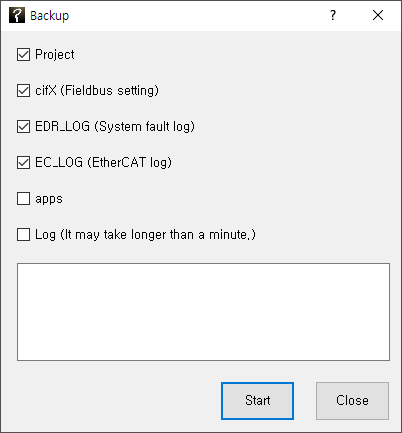 Backup
Project
cifX (Fieldbus setting)
EDR_LOG (System fault log)
EC_LOG (EtherCAT log)
apps
Log (It may take longer than a minute.)
Start Close